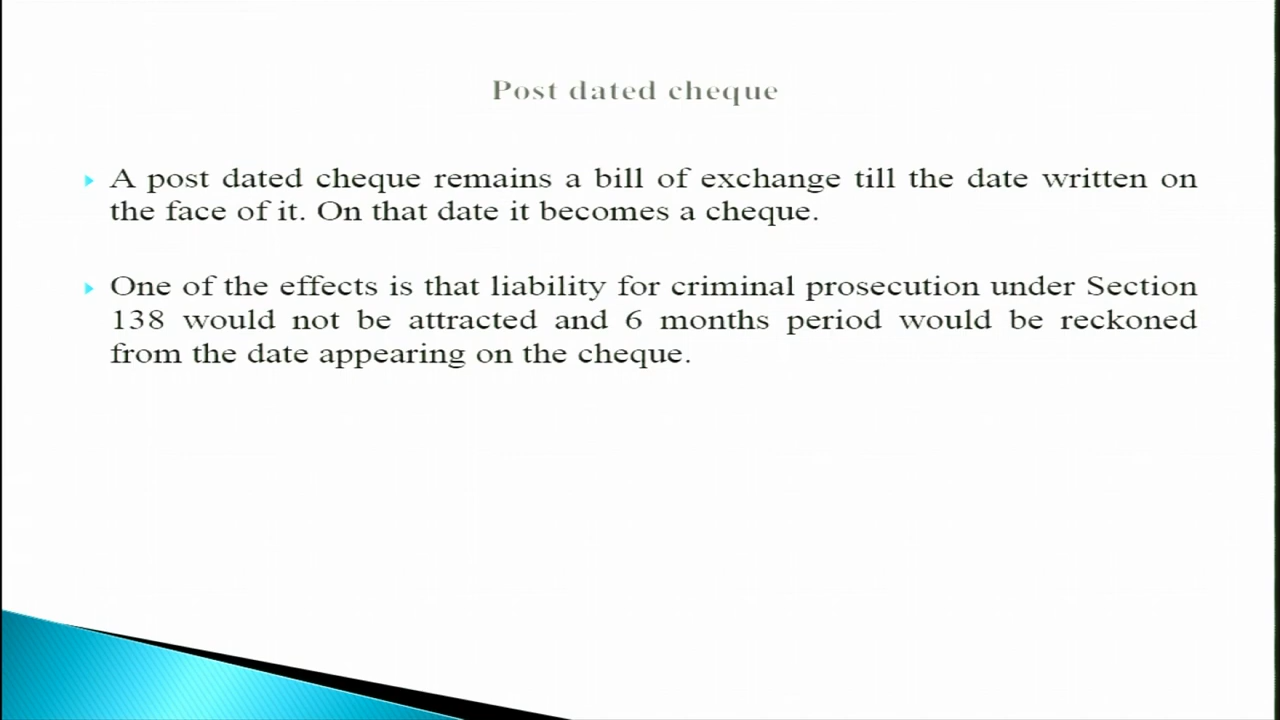 Post dated cheque
A post dated cheque remains a bill of exchange till the date written on
the face of it. On that date it becomes a cheque.
One of the effects is that liability for criminal prosecution under Section
138 would not be attracted and 6 months period would be reckoned
from the date appearing on the cheque.